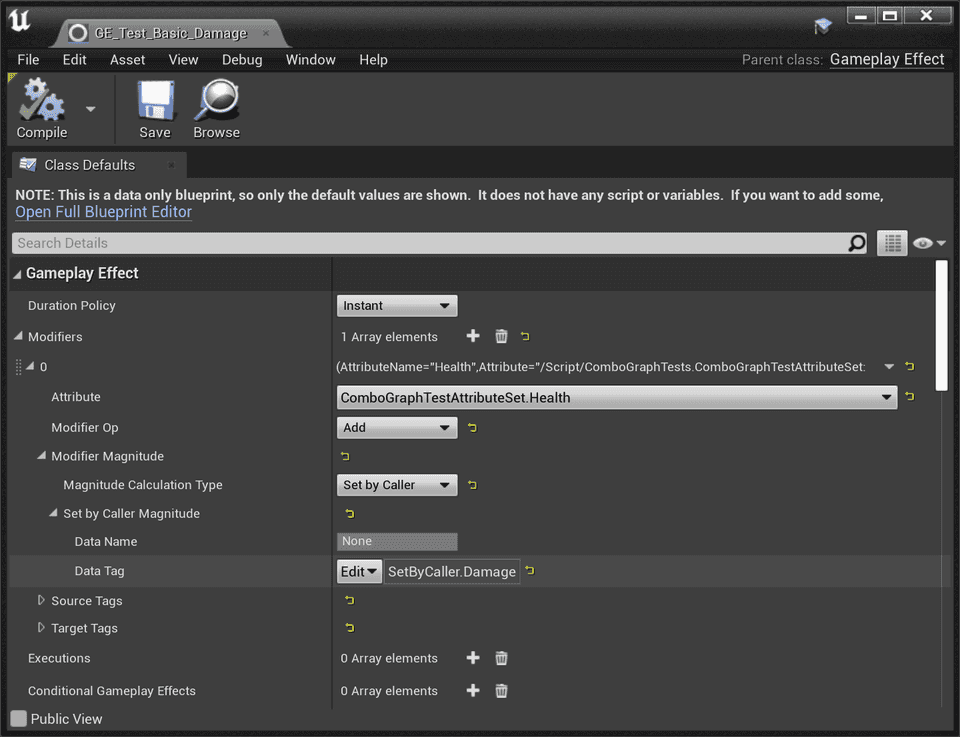 GE_Test_Basic_Damage
File Edit Asset View Debug Window Help Parent class: Gameplay Effect
Compile Save Browse
Class Defaults
NOTE: This is a data only blueprint, so only the default values are shown. It does not have any script or variables. If you want to add some,
Open Full Blueprint Editor
Search Details
Gameplay Effect
Duration Policy Instant
Modifiers 1 Array elements
0 (AttributeName="Health",Attribute="/Script/ComboGraphTests.ComboGraphTestAttributeSet:
Attribute ComboGraphTestAttributeSet.Health
Modifier Op Add
Modifier Magnitude
Magnitude Calculation Type Set by Caller
Set by Caller Magnitude
Data Name None
Data Tag Edit SetByCaller.Damage
Source Tags
Target Tags
Executions 0 Array elements
Conditional Gameplay Effects 0 Array elements
Public View